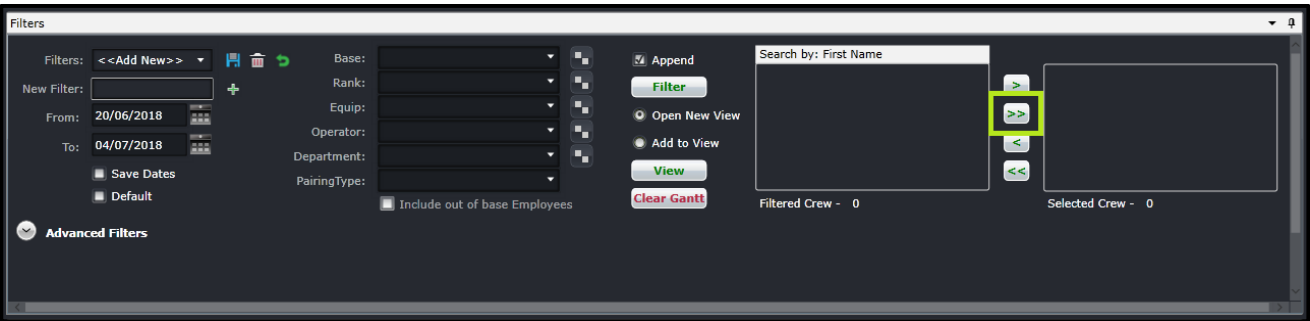 Filters
Filters: <<Add New>>
New Filter:
From: 20/06/2018
To: 04/07/2018
Save Dates
Default
Advanced Filters
Base:
Rank:
Equip:
Operator:
Department:
PairingType:
Include out of base Employees
Append
Filter
Open New View
Add to View
View
Clear Gantt
Search by: First Name
Filtered Crew - 0
>
>>
<
<<
Selected Crew - 0